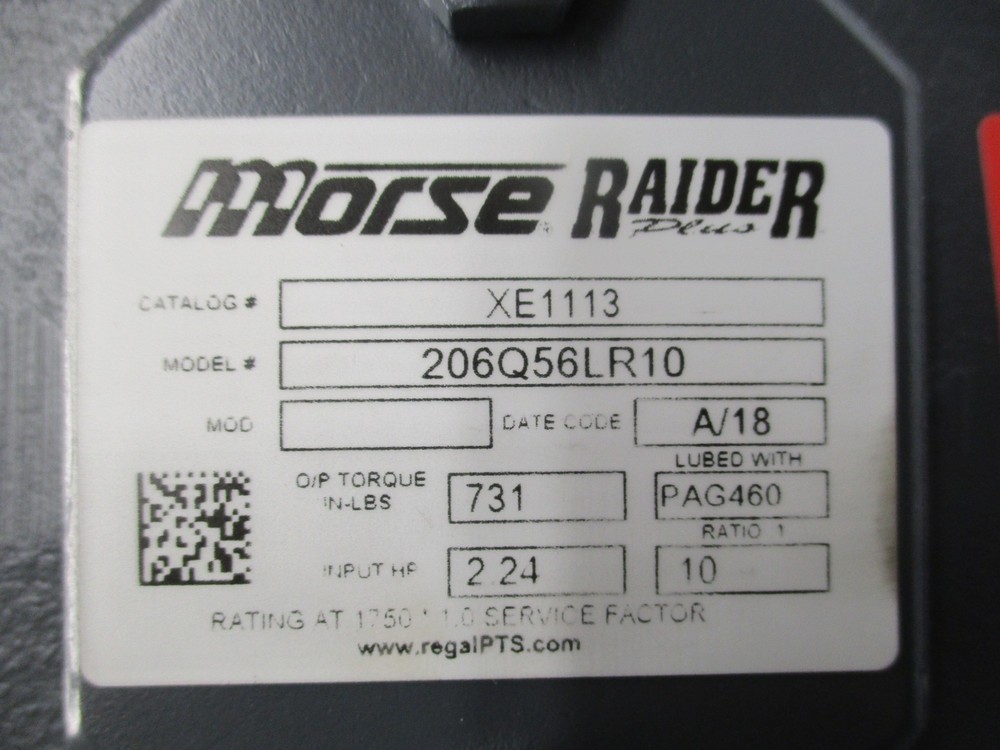 Morse RAIDER Plus
CATALOG # XE1113
MODEL # 206Q56LR10
MOD DATE CODE A/18
LUBED WITH
O/P TORQUE IN-LBS 731 PAG460
RATIO :1
INPUT HP 2.24 10
RATING AT 1750 * 1.0 SERVICE FACTOR
www.regalPTS.com